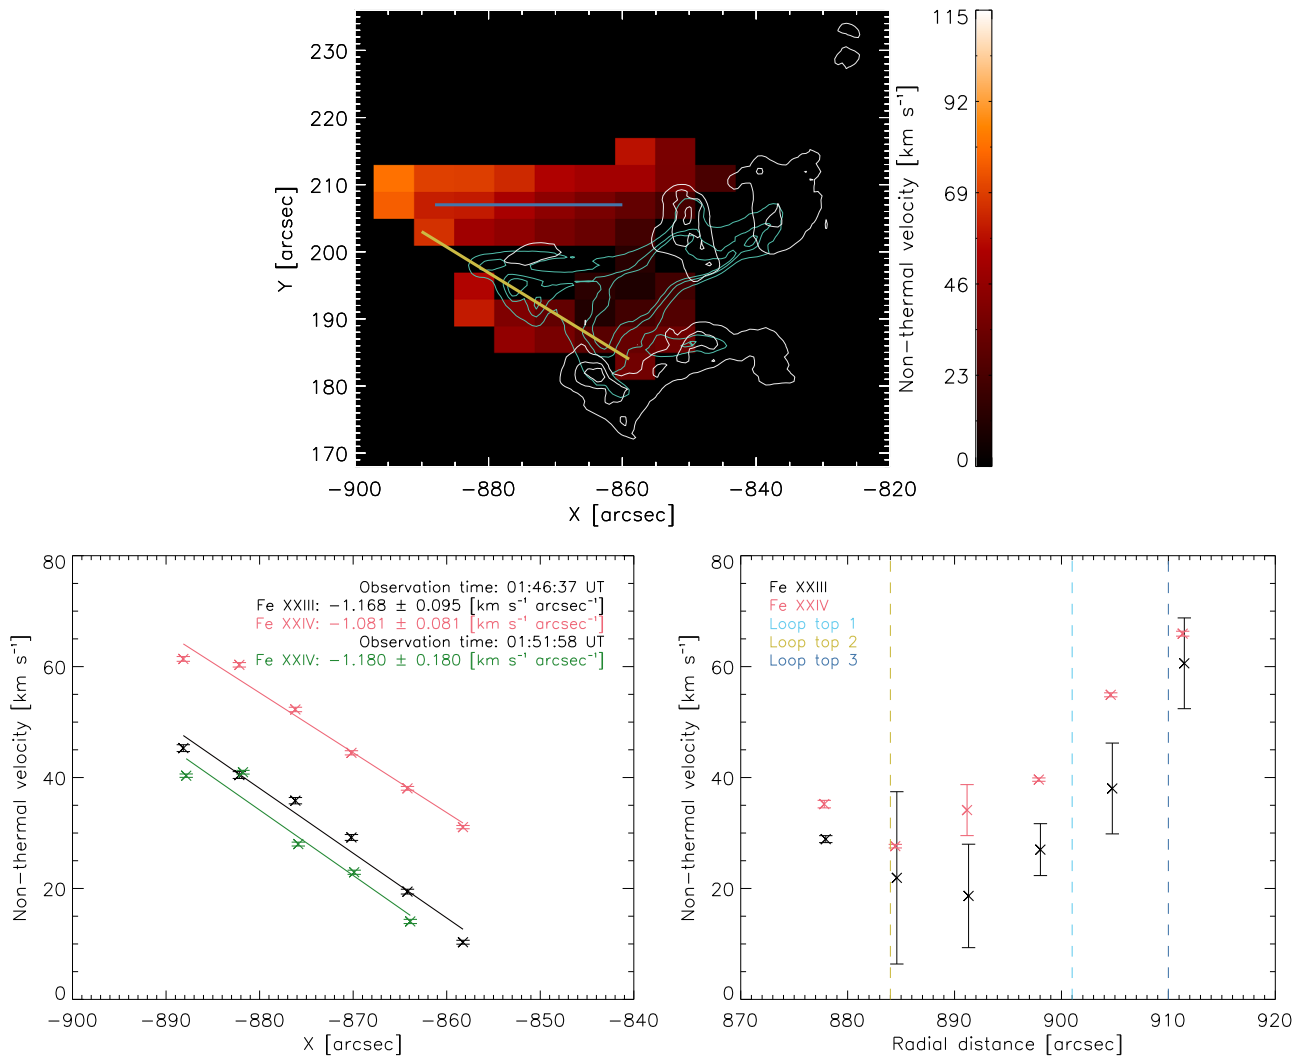 230
220
210
200
190
180
170
Y [arcsec]
−900 −880 −860 −840 −820
X [arcsec]
115
92
69
46
23
0
Non−thermal velocity [km s⁻¹]
80
60
40
20
0
Non−thermal velocity [km s⁻¹]
Observation time: 01:46:37 UT
Fe XXIII: −1.168 ± 0.095 [km s⁻¹ arcsec⁻¹]
Fe XXIV: −1.081 ± 0.081 [km s⁻¹ arcsec⁻¹]
Observation time: 01:51:58 UT
Fe XXIV: −1.180 ± 0.180 [km s⁻¹ arcsec⁻¹]
−900 −890 −880 −870 −860 −850 −840
X [arcsec]
80
60
40
20
0
Non−thermal velocity [km s⁻¹]
Fe XXIII
Fe XXIV
Loop top 1
Loop top 2
Loop top 3
870 880 890 900 910 920
Radial distance [arcsec]